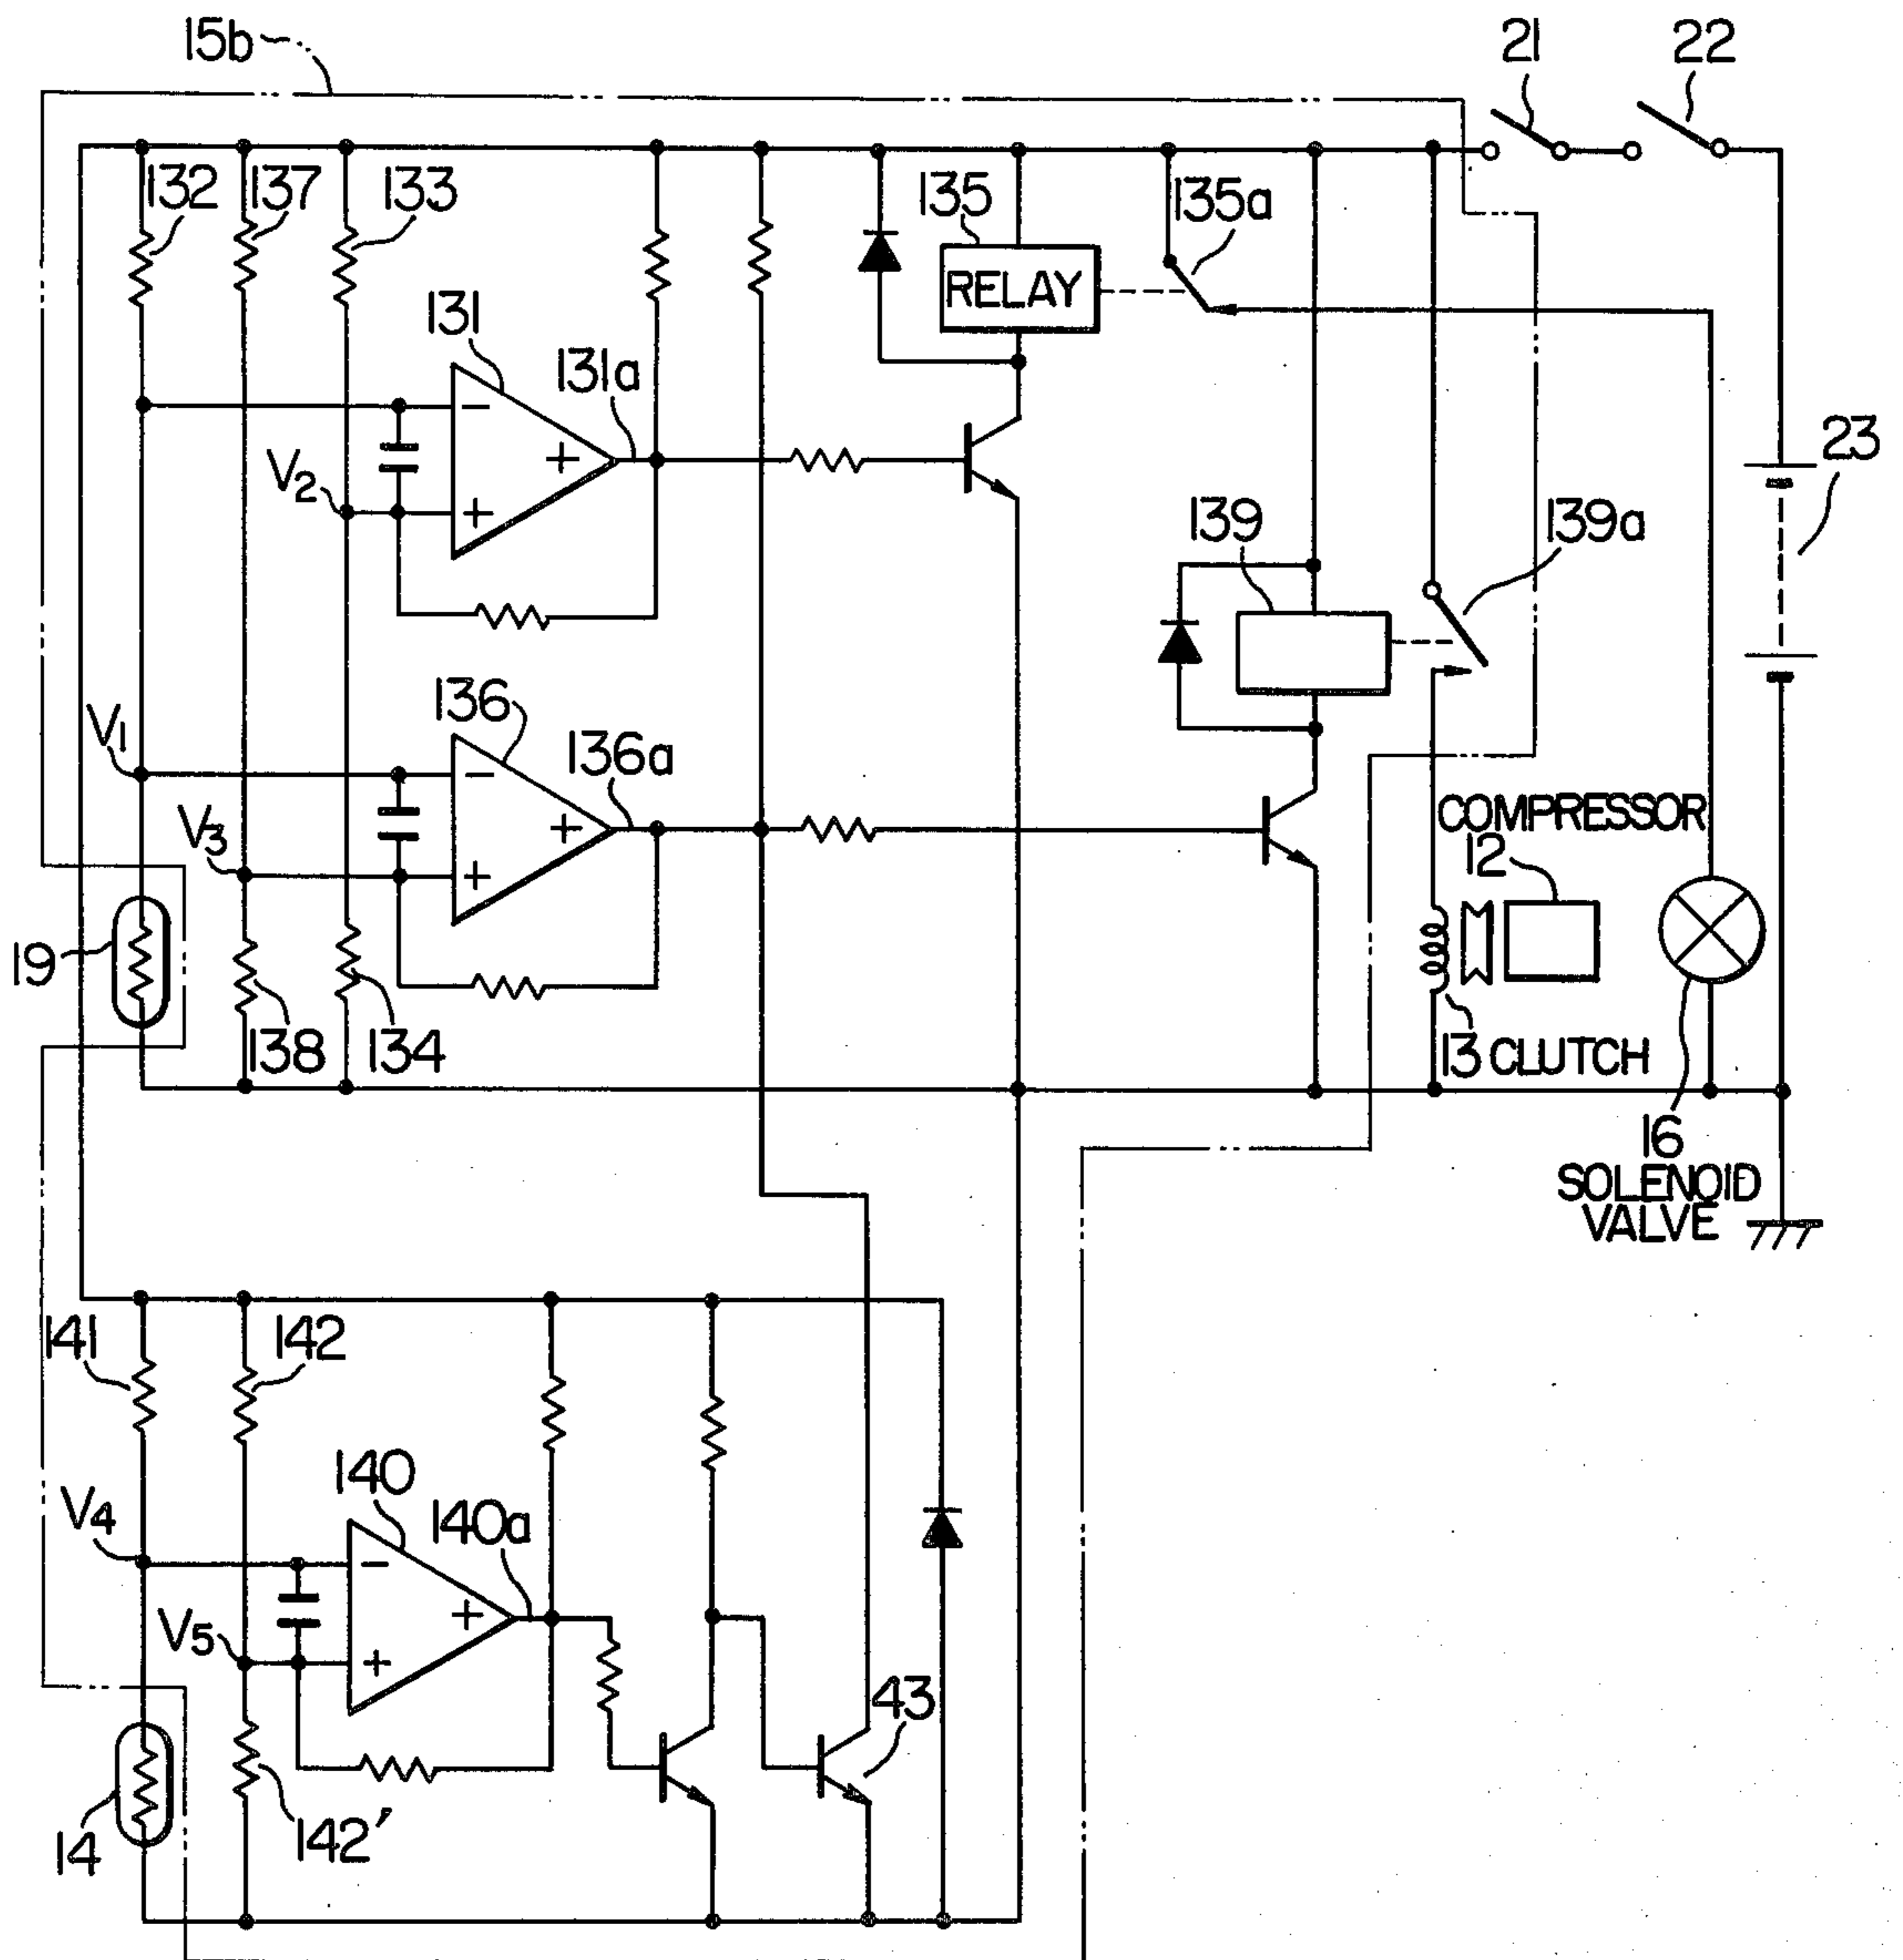 15b
21
22
132
137
133
135
135a
RELAY
131
131a
−
+
+
V2
23
139
139a
136
136a
V1
−
+
+
V3
COMPRESSOR
12
19
138
134
13 CLUTCH
16
SOLENOID
VALVE
141
142
140
140a
V4
−
+
+
V5
43
14
142'